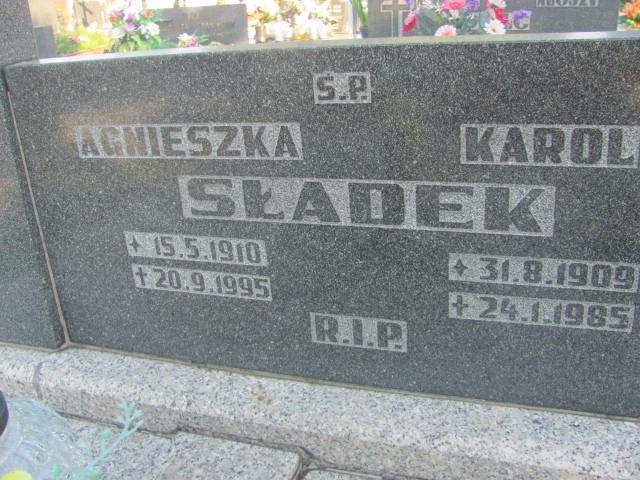 Ś.P.
AGNIESZKA KAROL
SŁADEK
15.5.1910 31.8.1909
20.9.1995 24.1.1985
R.I.P.